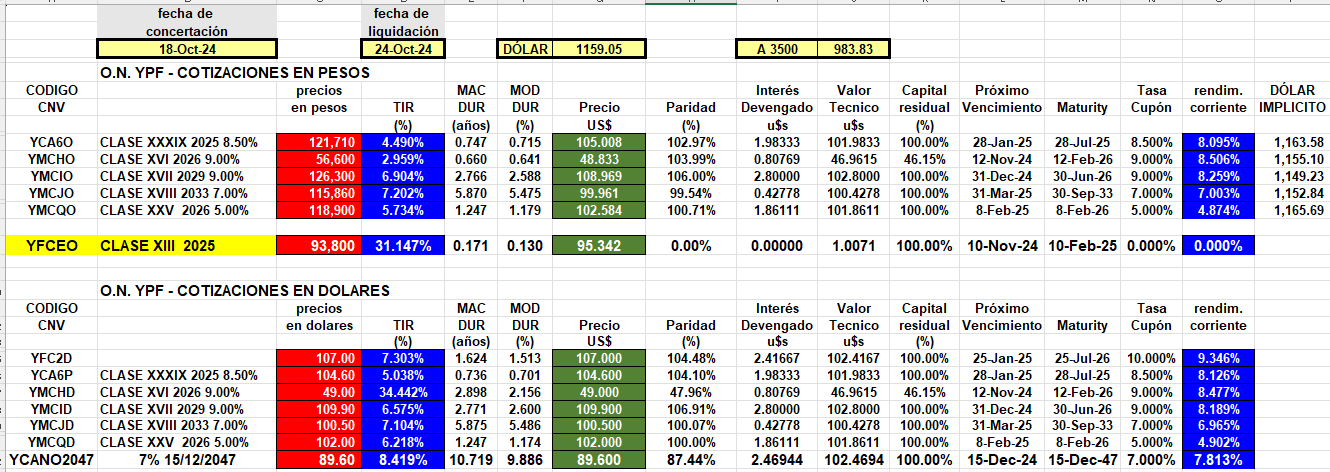 fecha de fecha de
concertación liquidación
18-Oct-24 24-Oct-24 DÓLAR 1159.05 A 3500 983.83
O.N. YPF - COTIZACIONES EN PESOS
CODIGO precios MAC MOD Interés Valor Capital Próximo Tasa rendim. DÓLAR
CNV en pesos TIR DUR DUR Precio Paridad Devengado Tecnico residual Vencimiento Maturity Cupón corriente IMPLICITO
(%) (años) (%) US$ (%) u$s u$s (%)
YCA6O CLASE XXXIX 2025 8.50% 121,710 4.490% 0.747 0.715 105.008 102.97% 1.98333 101.9833 100.00% 28-Jan-25 28-Jul-25 8.500% 8.095% 1,163.58
YMCHO CLASE XVI 2026 9.00% 56,600 2.959% 0.660 0.641 48.833 103.99% 0.80769 46.9615 46.15% 12-Nov-24 12-Feb-26 9.000% 8.506% 1,155.10
YMCIO CLASE XVII 2029 9.00% 126,300 6.904% 2.766 2.588 108.969 106.00% 2.80000 102.8000 100.00% 31-Dec-24 30-Jun-26 9.000% 8.259% 1,149.23
YMCJO CLASE XVIII 2033 7.00% 115,860 7.202% 5.870 5.475 99.961 99.54% 0.42778 100.4278 100.00% 31-Mar-25 30-Sep-33 7.000% 7.003% 1,152.84
YMCQO CLASE XXV 2026 5.00% 118,900 5.734% 1.247 1.179 102.584 100.71% 1.86111 101.8611 100.00% 8-Feb-25 8-Feb-26 5.000% 4.874% 1,165.69
YFCEO CLASE XIII 2025 93,800 31.147% 0.171 0.130 95.342 0.00% 0.00000 1.0071 100.00% 10-Nov-24 10-Feb-25 0.000% 0.000%
O.N. YPF - COTIZACIONES EN DOLARES
CODIGO precios MAC MOD Interés Valor Capital Próximo Tasa rendim.
CNV en dolares TIR DUR DUR Precio Paridad Devengado Tecnico residual Vencimiento Maturity Cupón corriente
(%) (años) (%) US$ (%) u$s u$s (%)
YFC2D 107.00 7.303% 1.624 1.513 107.000 104.48% 2.41667 102.4167 100.00% 25-Jan-25 25-Jul-26 10.000% 9.346%
YCA6P CLASE XXXIX 2025 8.50% 104.60 5.038% 0.736 0.701 104.600 104.10% 1.98333 101.9833 100.00% 28-Jan-25 28-Jul-25 8.000% 8.126%
YMCHD CLASE XVI 2026 9.00% 49.00 34.442% 2.898 2.156 49.000 47.96% 0.80769 46.9615 46.15% 12-Nov-24 12-Feb-26 9.000% 8.477%
YMCID CLASE XVII 2029 9.00% 109.90 6.575% 2.771 2.600 109.900 106.91% 2.80000 102.8000 100.00% 31-Dec-24 30-Jun-26 9.000% 8.189%
YMCJD CLASE XVIII 2033 7.00% 100.50 7.104% 5.875 5.486 100.500 100.07% 0.42778 100.4278 100.00% 31-Mar-25 30-Sep-33 7.000% 6.965%
YMCQD CLASE XXV 2026 5.00% 102.00 6.218% 1.247 1.174 102.000 100.00% 1.86111 101.8611 100.00% 8-Feb-25 8-Feb-26 5.000% 4.902%
YCANO2047 7% 15/12/2047 89.60 8.419% 10.719 9.886 89.600 87.44% 2.46944 102.4694 100.00% 15-Dec-24 15-Dec-47 7.000% 7.813%